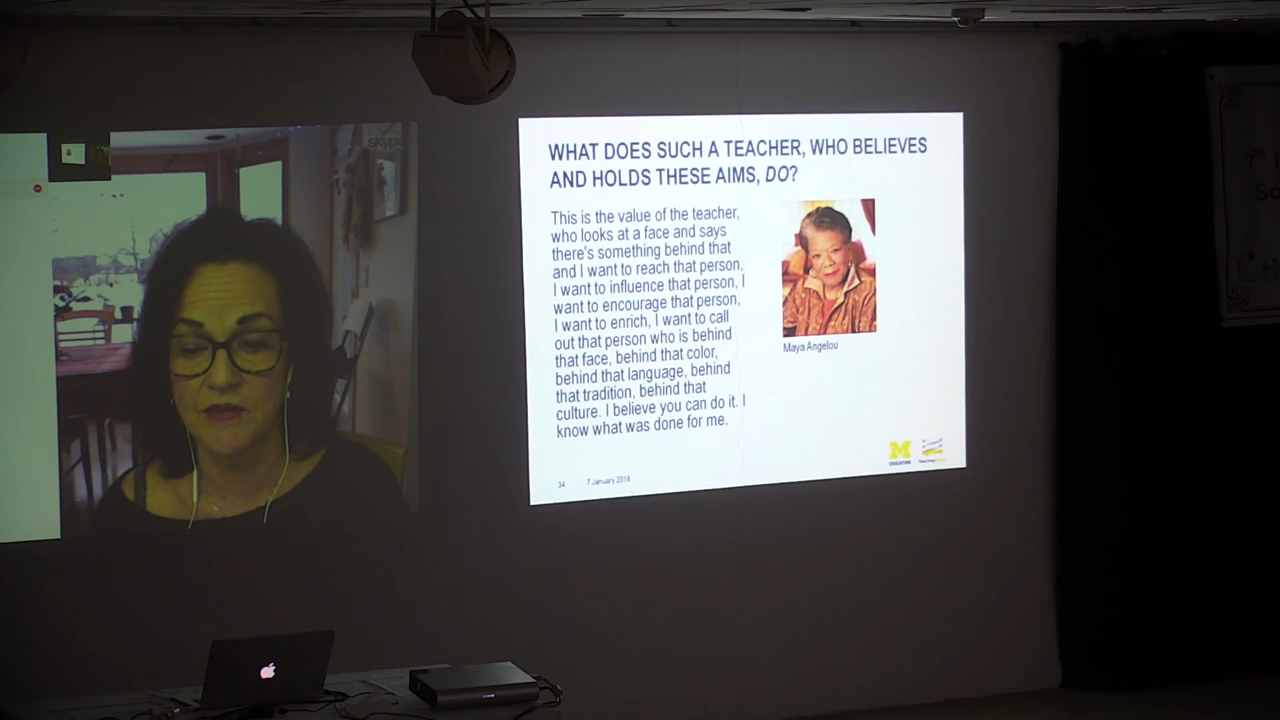 skype
WHAT DOES SUCH A TEACHER, WHO BELIEVES
AND HOLDS THESE AIMS, DO?
This is the value of the teacher,
who looks at a face and says
there's something behind that
and I want to reach that person,
I want to influence that person, I
want to encourage that person,
I want to enrich, I want to call
out that person who is behind
that face, behind that color,
behind that language, behind
that tradition, behind that
culture. I believe you can do it. I
know what was done for me.
Maya Angelou
M
EDUCATION
34
7 January 2018